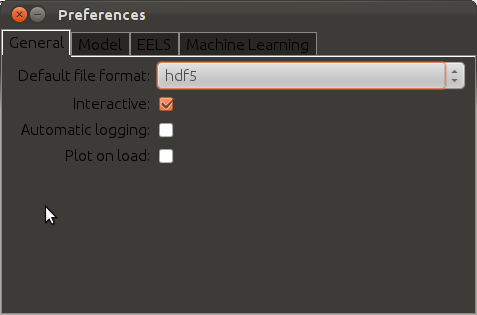 Preferences
General Model EELS Machine Learning
Default file format: hdf5
Interactive:
Automatic logging:
Plot on load: